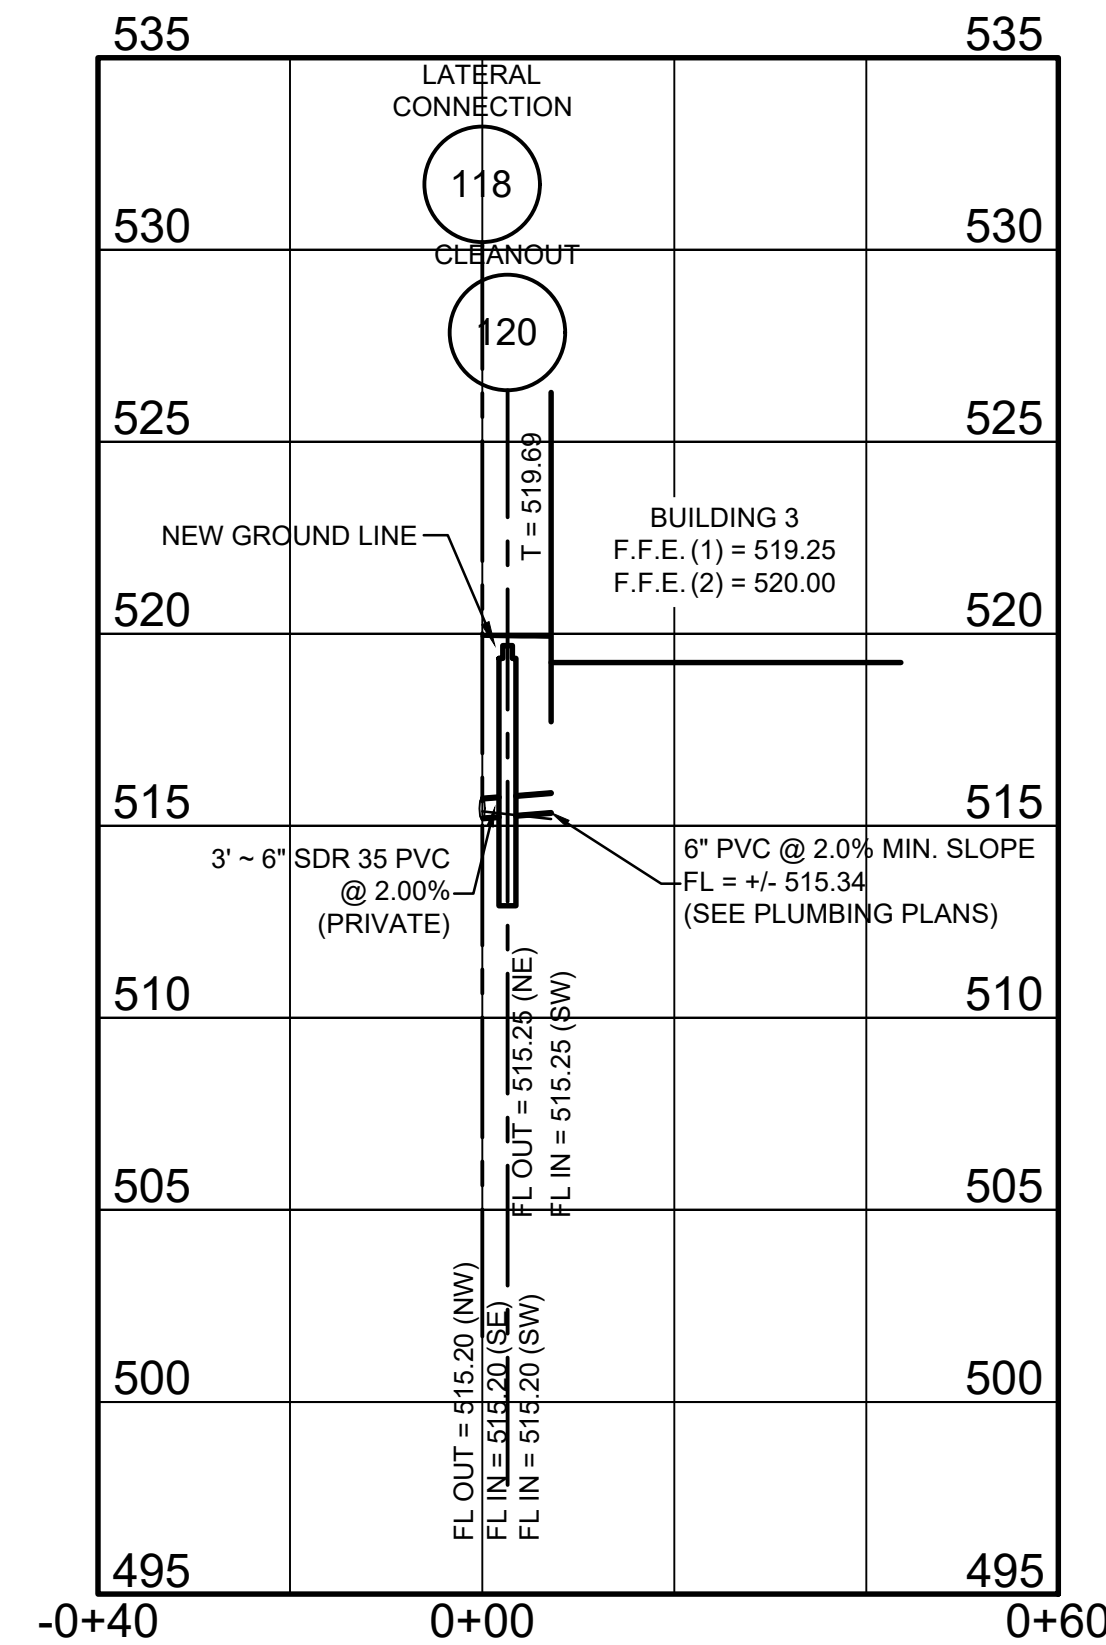 535 535
LATERAL
CONNECTION
118
530 530
CLEANOUT
120
525 525
T = 519.69
NEW GROUND LINE
BUILDING 3
F.F.E. (1) = 519.25
F.F.E. (2) = 520.00
520 520
515 515
3' ~ 6" SDR 35 PVC
@ 2.00%
(PRIVATE)
6" PVC @ 2.0% MIN. SLOPE
FL = +/- 515.34
(SEE PLUMBING PLANS)
510 510
FL OUT = 515.25 (NE)
FL IN = 515.25 (SW)
505 505
FL OUT = 515.20 (NW)
FL IN = 515.20 (SE)
FL IN = 515.20 (SW)
500 500
495 495
-0+40 0+00 0+60